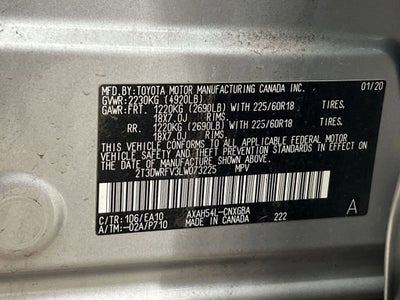 MFD.BY:TOYOTA MOTOR MANUFACTURING CANADA INC.
GVWR:2230KG (4920LB) 01/20
GAWR:FRT. 1220KG (2690LB) WITH 225/60R18 TIRES.
18X7.0J RIMS.
RR. 1220KG (2690LB) WITH 225/60R18 TIRES.
18X7.0J RIMS.
THIS VEHICLE CONFORMS TO ALL APPLICABLE FEDERAL MOTOR
VEHICLE SAFETY AND THEFT PREVENTION STANDARDS IN
EFFECT ON THE DATE OF MANUFACTURE SHOWN ABOVE.
2T3DWRFV3LW073225 MPV
C/TR:1D6/EA10 AXAH54L-CNXGBA A
A/TM:-02A/P710 MADE IN CANADA 222